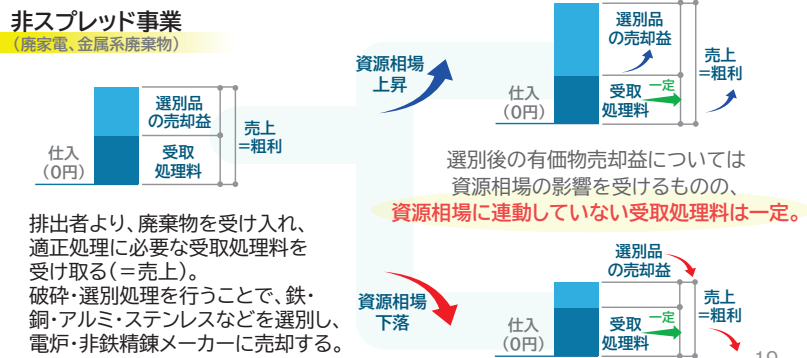 非スプレッド事業
（廃家電、金属系廃棄物）
選別品
の売却益
受取
処理料
売上
=粗利
仕入
（0円）
排出者より、廃棄物を受け入れ、
適正処理に必要な受取処理料を
受け取る（＝売上）。
破砕・選別処理を行うことで、鉄・
銅・アルミ・ステンレスなどを選別し、
電炉・非鉄精錬メーカーに売却する。
資源相場
上昇
選別品
の売却益
売上
=粗利
仕入
（0円）
受取
処理料
一定
選別後の有価物売却益については
資源相場の影響を受けるものの、
資源相場に連動していない受取処理料は一定。
資源相場
下落
選別品
の売却益
売上
=粗利
仕入
（0円）
受取
処理料
一定